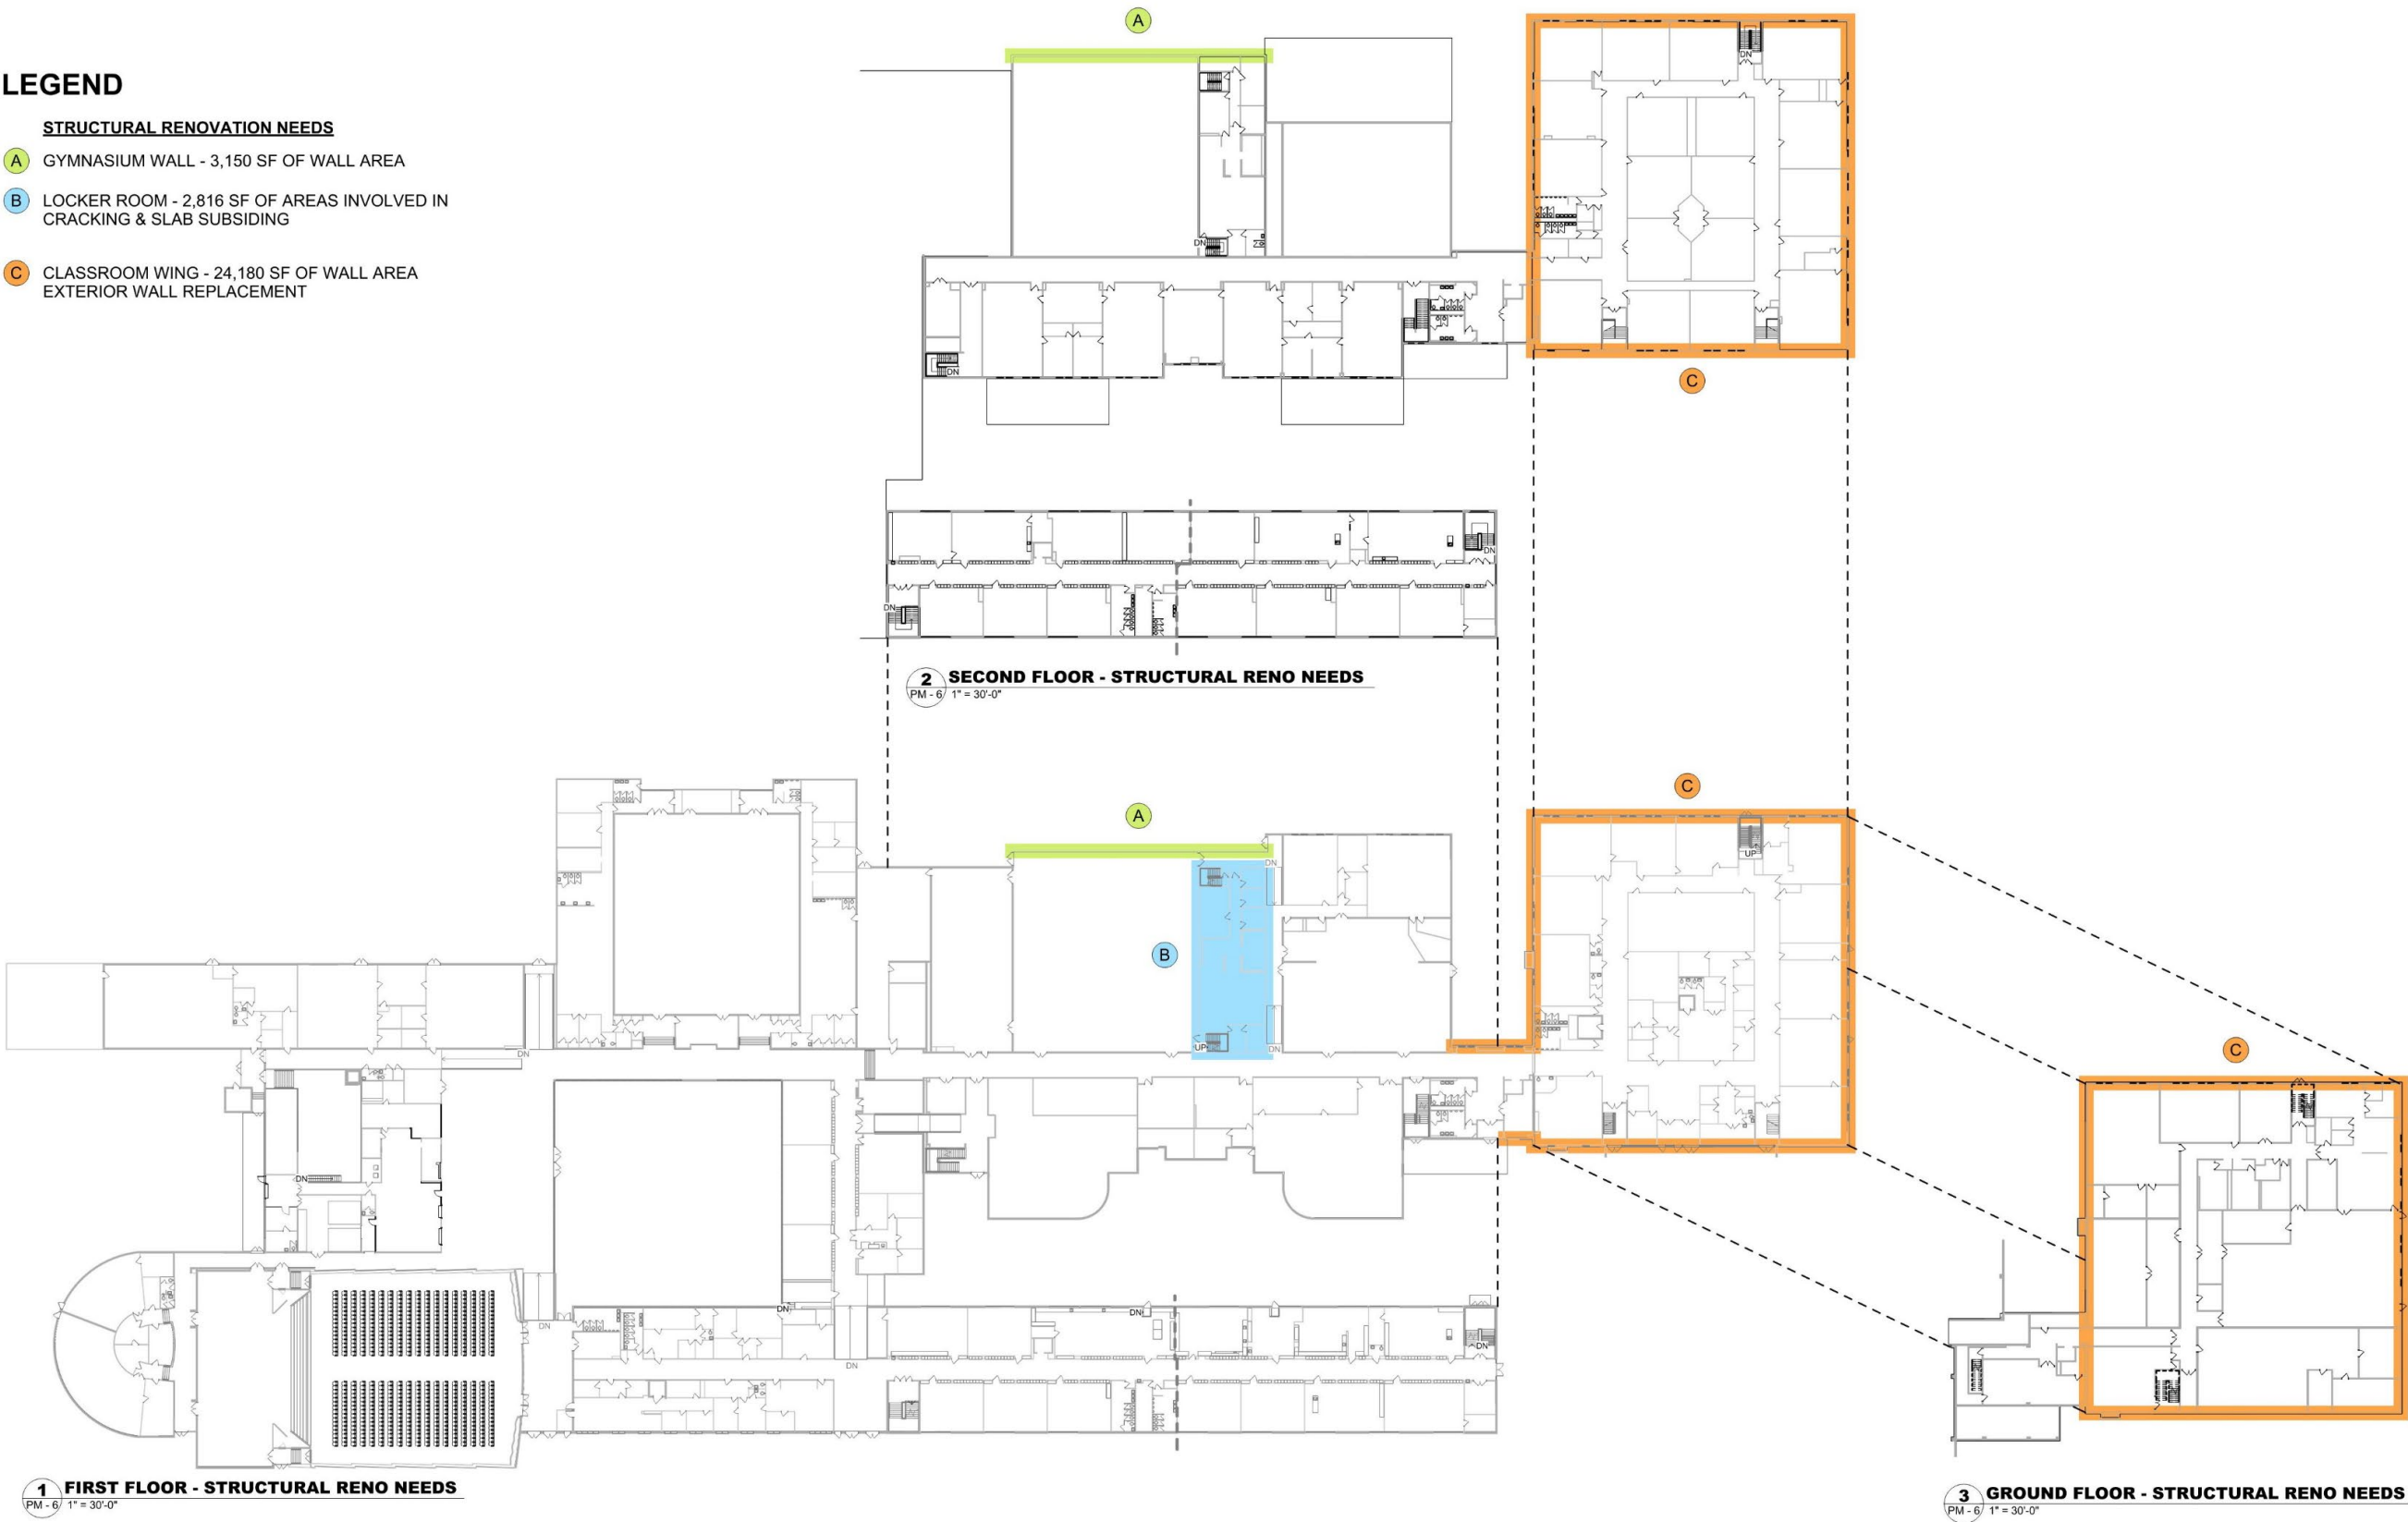 LEGEND
STRUCTURAL RENOVATION NEEDS
A GYMNASIUM WALL - 3,150 SF OF WALL AREA
B LOCKER ROOM - 2,816 SF OF AREAS INVOLVED IN
CRACKING & SLAB SUBSIDING
C CLASSROOM WING - 24,180 SF OF WALL AREA
EXTERIOR WALL REPLACEMENT
A
DN
DN
DN
C
DN
DN
2 SECOND FLOOR - STRUCTURAL RENO NEEDS
PM - 6 1" = 30'-0"
A
C
UP
DN
B
UP
DN
DN
DN
DN
DN
DN
DN
DN
DN
1 FIRST FLOOR - STRUCTURAL RENO NEEDS
PM - 6 1" = 30'-0"
C
3 GROUND FLOOR - STRUCTURAL RENO NEEDS
PM - 6 1" = 30'-0"